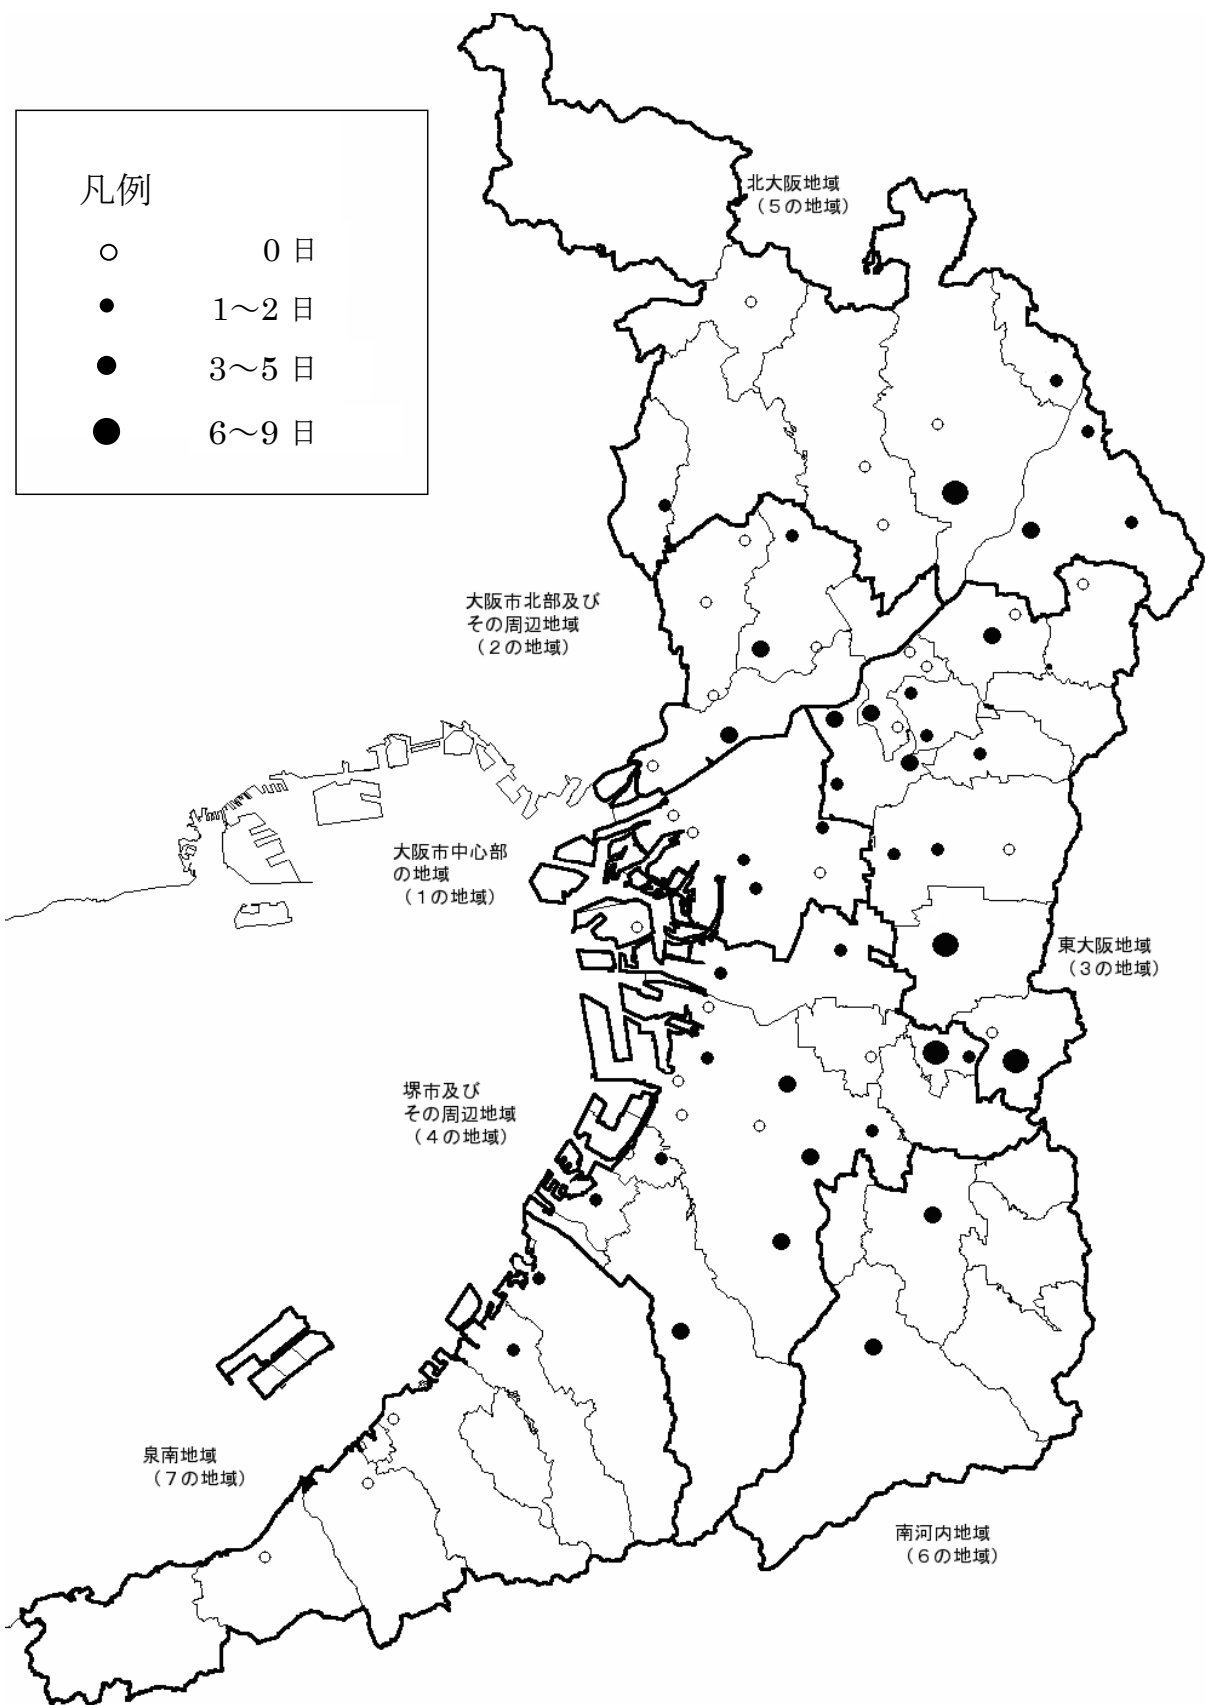 凡例
0 日
1～2 日
3～5 日
6～9 日
北大阪地域
（５の地域）
大阪市北部及び
その周辺地域
（２の地域）
大阪市中心部
の地域
（１の地域）
東大阪地域
（３の地域）
堺市及び
その周辺地域
（４の地域）
泉南地域
（７の地域）
南河内地域
（６の地域）